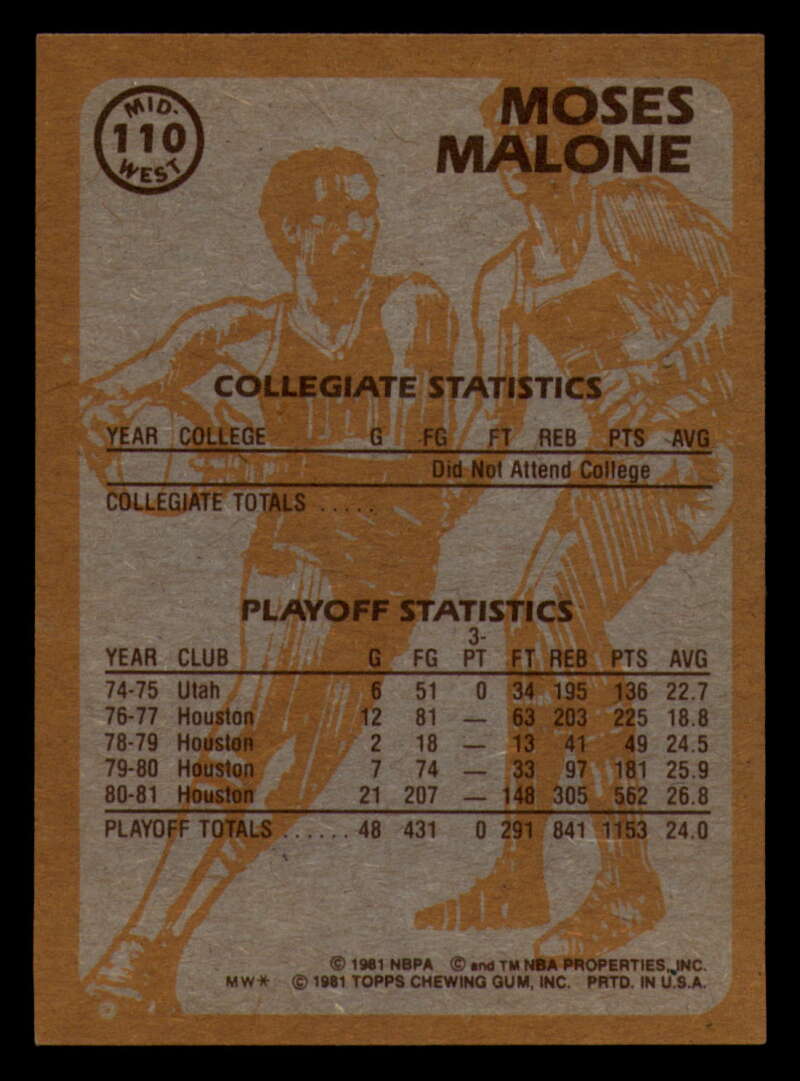 MID-
110
WEST
MOSES
MALONE
COLLEGIATE STATISTICS
YEAR COLLEGE G FG FT REB PTS AVG
Did Not Attend College
COLLEGIATE TOTALS .....
PLAYOFF STATISTICS
3-
YEAR CLUB G FG PT FT REB PTS AVG
74-75 Utah 6 51 0 34 195 136 22.7
76-77 Houston 12 81 — 63 203 225 18.8
78-79 Houston 2 18 — 13 41 49 24.5
79-80 Houston 7 74 — 33 97 181 25.9
80-81 Houston 21 207 — 148 305 562 26.8
PLAYOFF TOTALS ...... 48 431 0 291 841 1153 24.0
© 1981 NBPA © and TM NBA PROPERTIES, INC.
MW* © 1981 TOPPS CHEWING GUM, INC. PRTD. IN U.S.A.